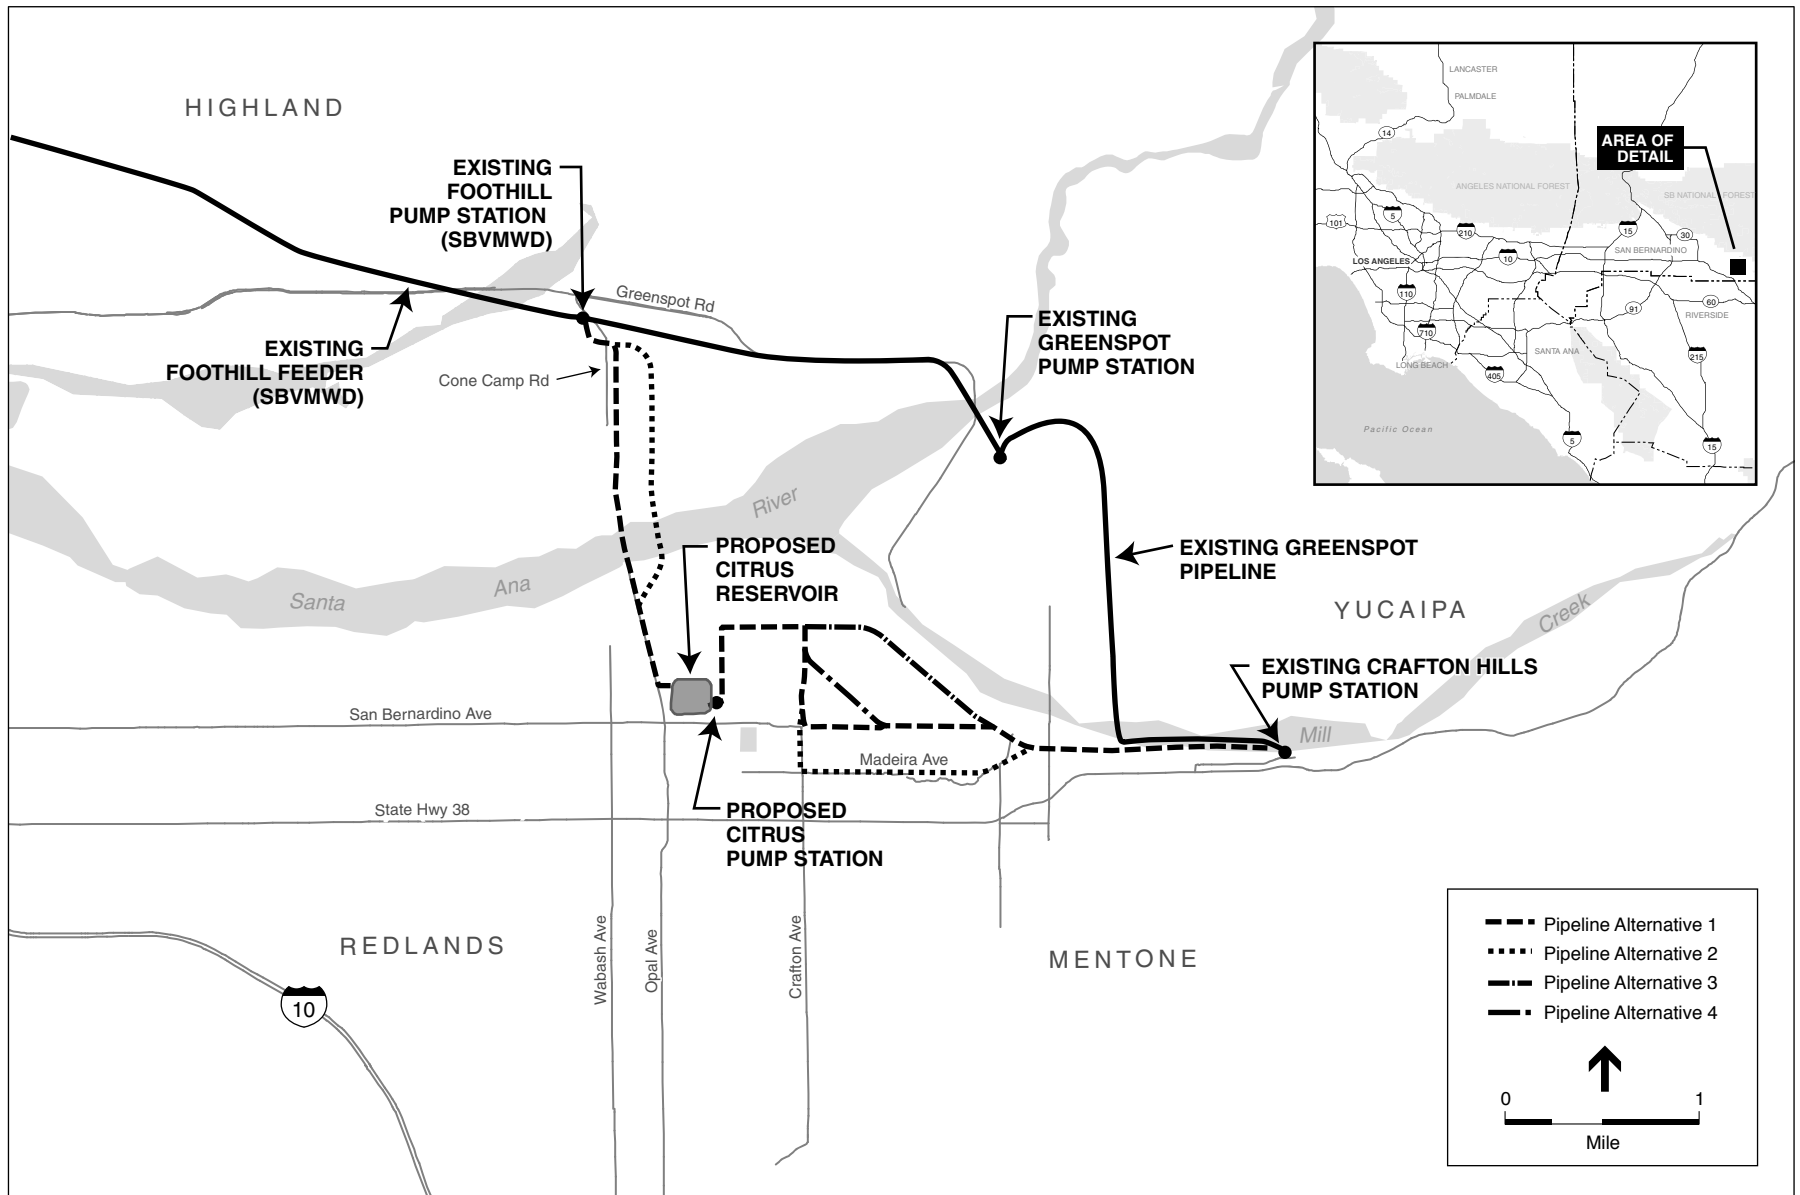 HIGHLAND
EXISTING
FOOTHILL
PUMP STATION
(SBVMWD)
Greenspot Rd
EXISTING
FOOTHILL FEEDER
(SBVMWD)
Cone Camp Rd
EXISTING
GREENSPOT
PUMP STATION
River
Ana
Santa
PROPOSED
CITRUS
RESERVOIR
EXISTING GREENSPOT
PIPELINE
YUCAIPA
Creek
EXISTING CRAFTON HILLS
PUMP STATION
Mill
San Bernardino Ave
Madeira Ave
State Hwy 38
PROPOSED
CITRUS
PUMP STATION
REDLANDS
Wabash Ave
Opal Ave
Crafton Ave
MENTONE
10
LANCASTER
PALMDALE
14
AREA OF
DETAIL
ANGELES NATIONAL FOREST
SB NATIONAL FOREST
101
5
210
15
30
SAN BERNARDINO
10
LOS ANGELES
110
91
60
RIVERSIDE
710
SANTA ANA
215
LONG BEACH
405
Pacific Ocean
5
15
Pipeline Alternative 1
Pipeline Alternative 2
Pipeline Alternative 3
Pipeline Alternative 4
0 1
Mile